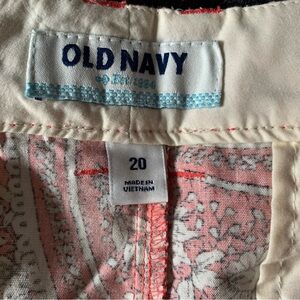 OLD NAVY
Est. 1994
20
MADE IN
VIETNAM